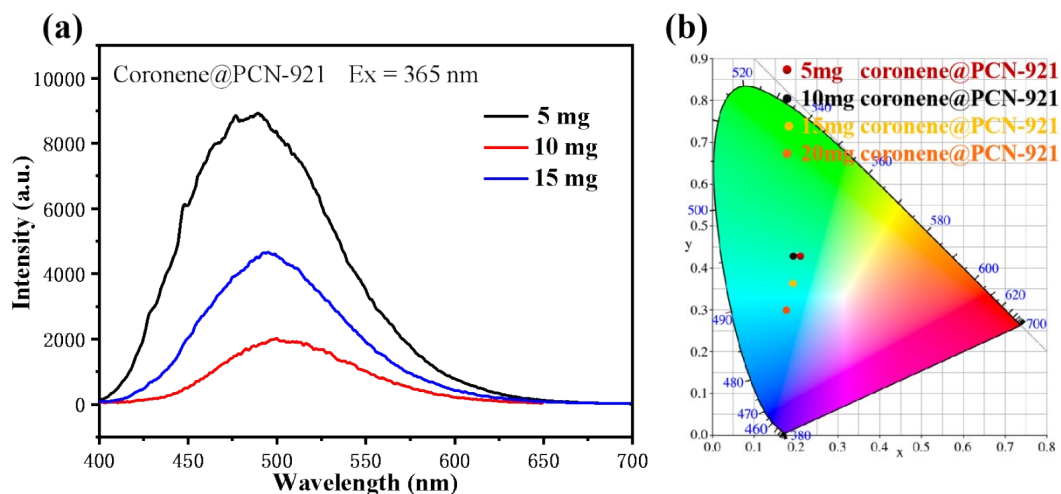 (a)
Coronene@PCN-921 Ex = 365 nm
5 mg
10 mg
15 mg
10000
8000
6000
4000
2000
0
Intensity (a.u.)
400 450 500 550 600 650 700
Wavelength (nm)
(b)
5mg coronene@PCN-921
10mg coronene@PCN-921
15mg coronene@PCN-921
20mg coronene@PCN-921
0.9
0.8
0.7
0.6
0.5
y
0.4
0.3
0.2
0.1
0.0
520
540
560
500
580
600
620
700
490
480
470
460
380
0.0 0.1 0.2 0.3 0.4 0.5 0.6 0.7 0.8
x